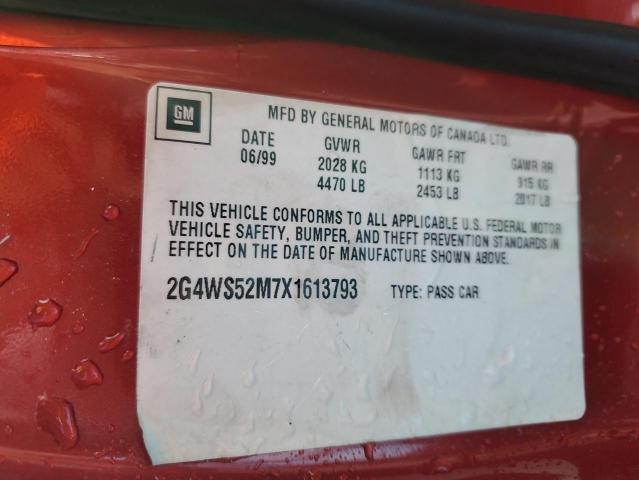 GM
MFD BY GENERAL MOTORS OF CANADA LTD.
DATE GVWR GAWR FRT GAWR RR
06/99 2028 KG 1113 KG 915 KG
4470 LB 2453 LB 2017 LB
THIS VEHICLE CONFORMS TO ALL APPLICABLE U.S. FEDERAL MOTOR
VEHICLE SAFETY, BUMPER, AND THEFT PREVENTION STANDARDS IN
EFFECT ON THE DATE OF MANUFACTURE SHOWN ABOVE.
2G4WS52M7X1613793 TYPE: PASS CAR